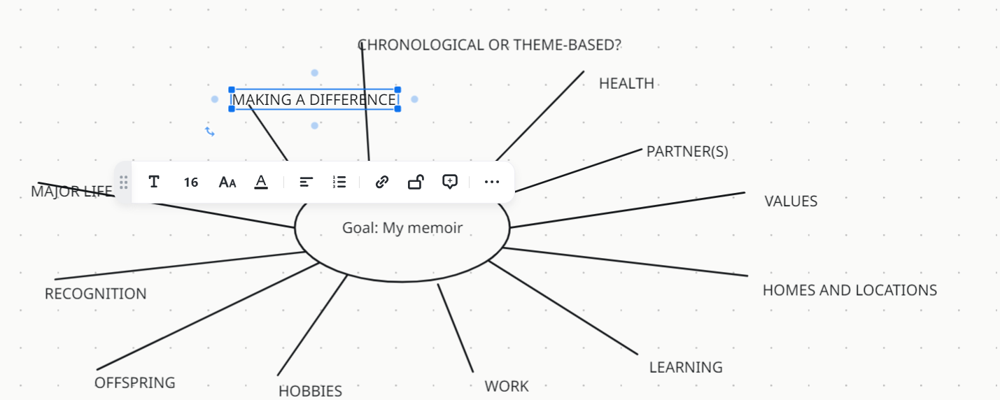 CHRONOLOGICAL OR THEME-BASED?
HEALTH
MAKING A DIFFERENCE
PARTNER(S)
T 16 AA A
MAJOR LIFE
VALUES
Goal: My memoir
HOMES AND LOCATIONS
RECOGNITION
LEARNING
OFFSPRING
HOBBIES
WORK